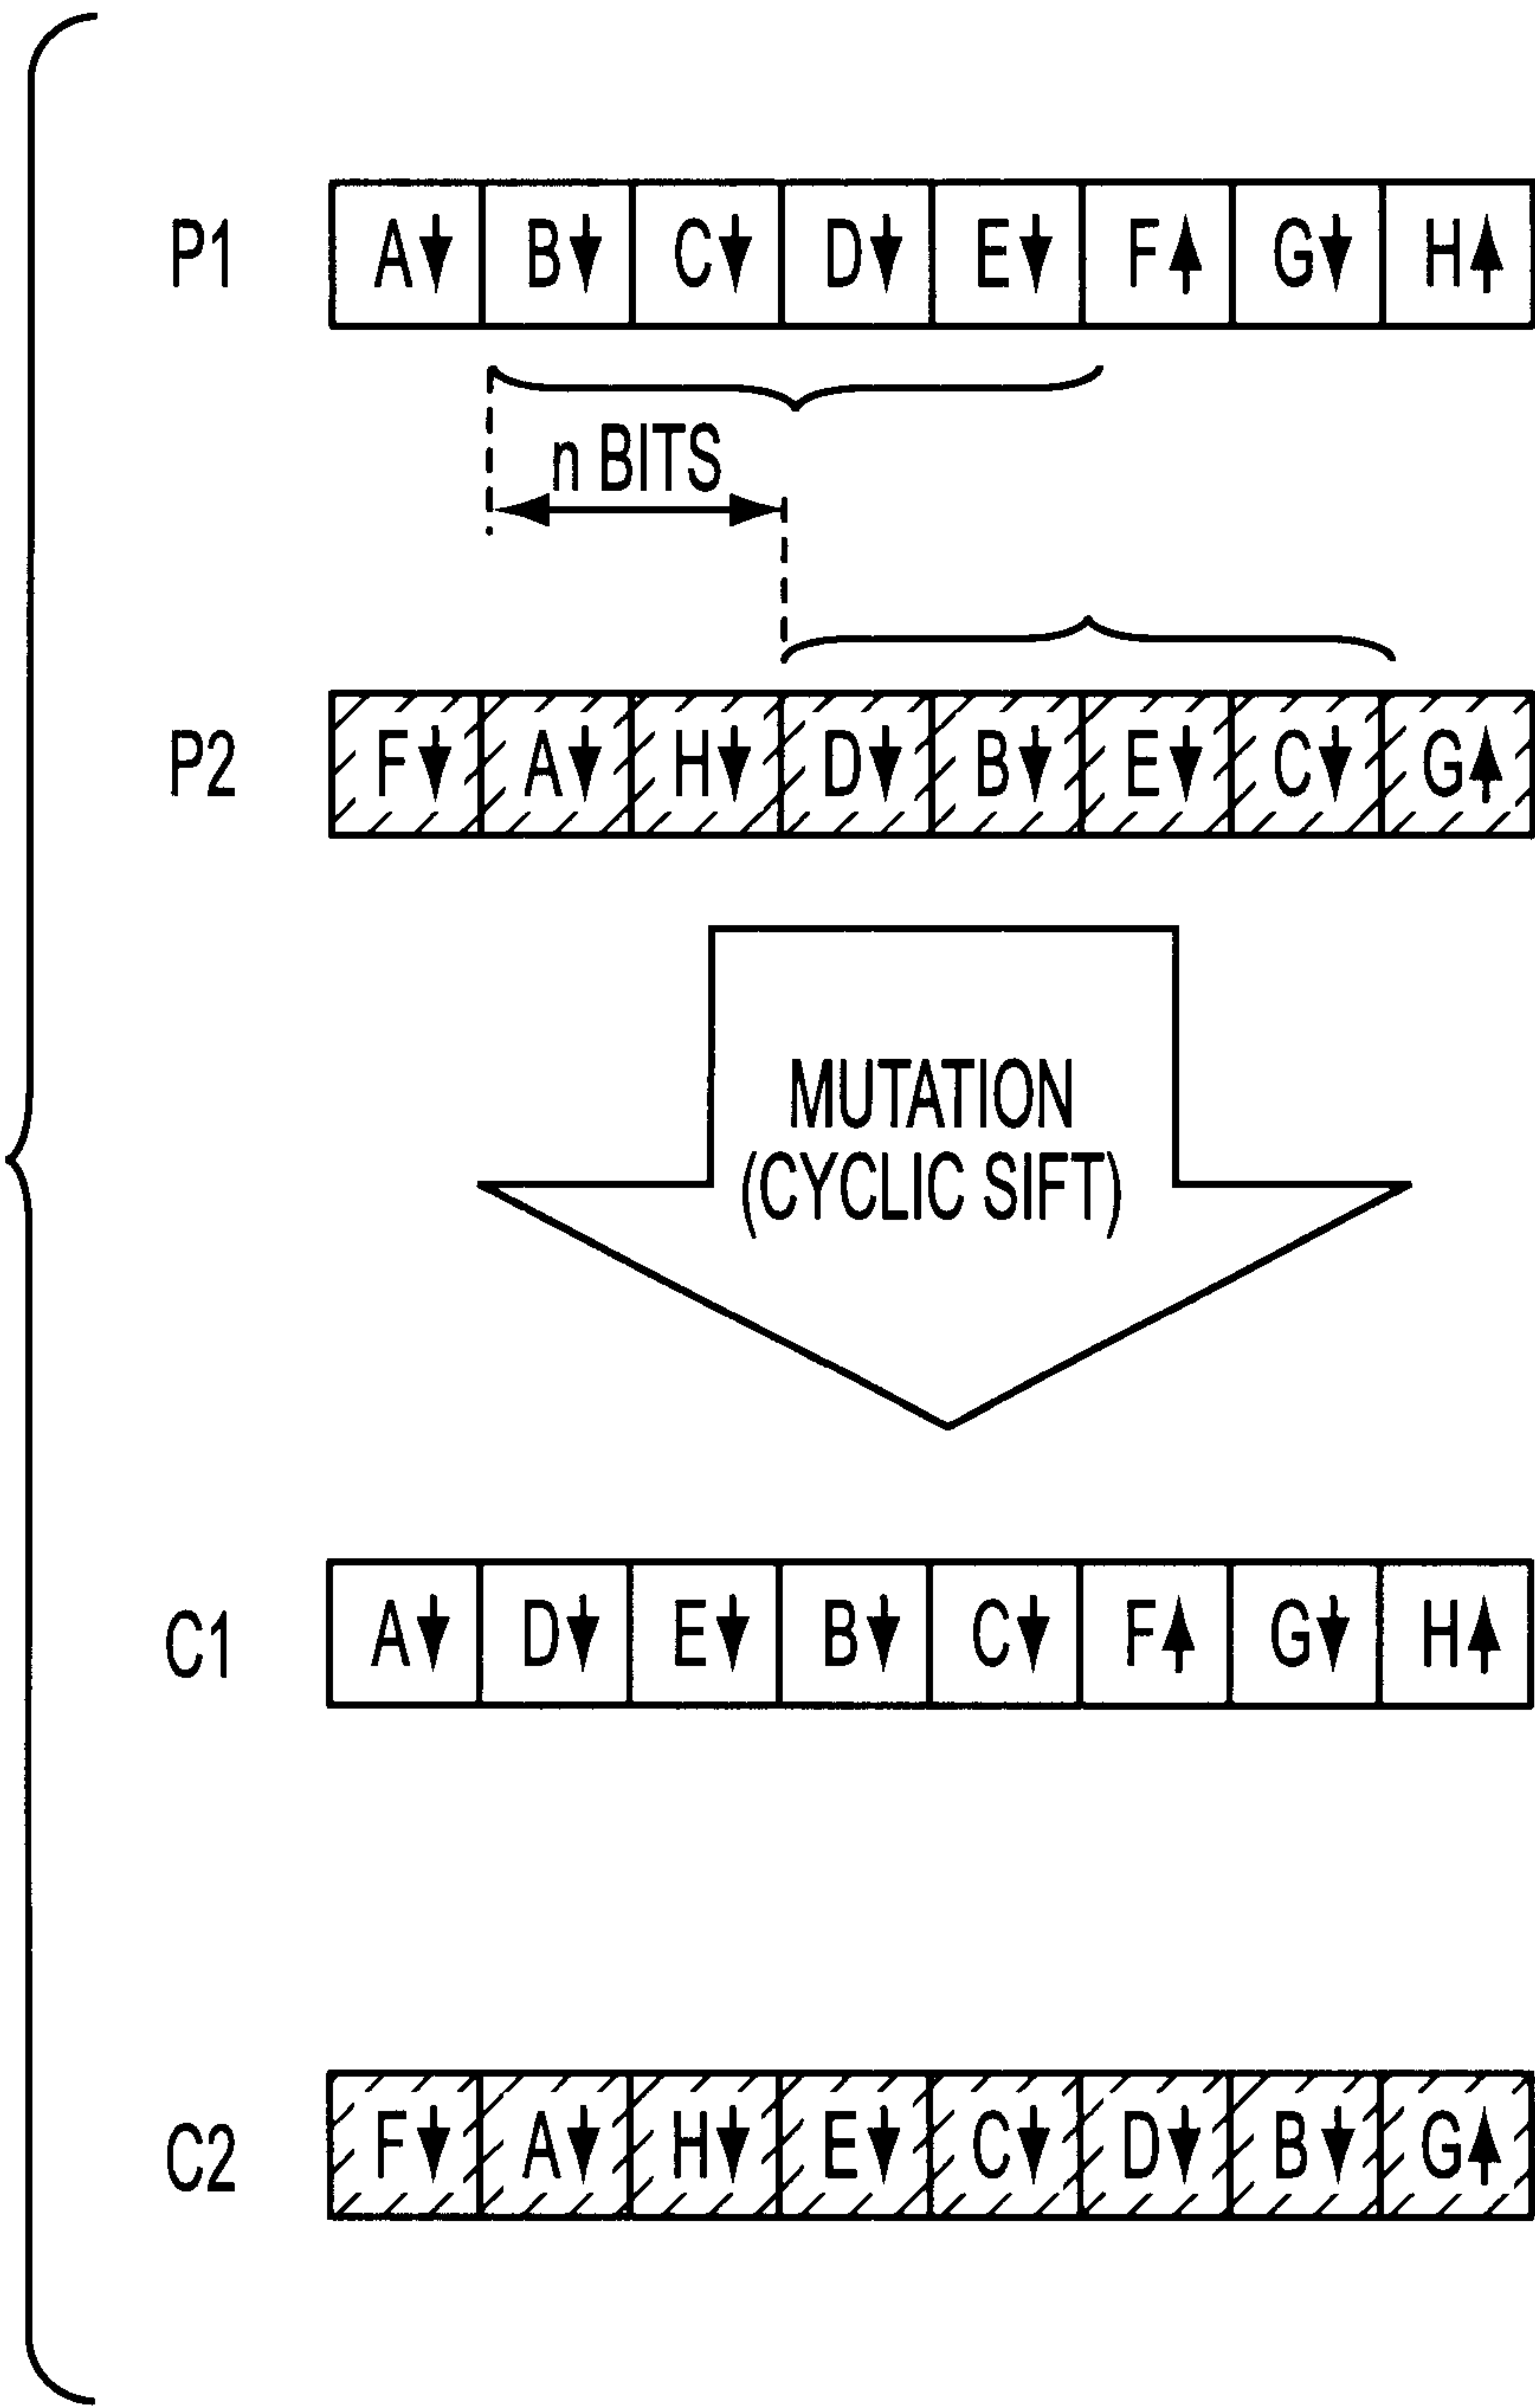 P1 A↓ B↓ C↓ D↓ E↓ F↑ G↓ H↑
n BITS
P2 F↓ A↓ H↓ D↓ B↓ E↓ C↓ G↑
MUTATION
(CYCLIC SIFT)
C1 A↓ D↓ E↓ B↓ C↓ F↑ G↓ H↑
C2 F↓ A↓ H↓ E↓ C↓ D↓ B↓ G↑